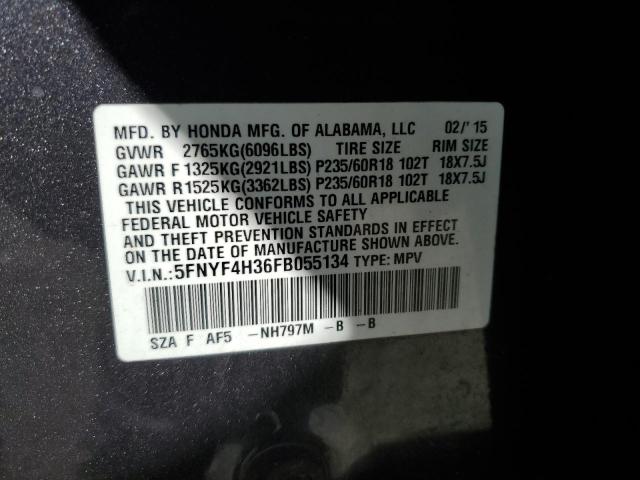 MFD. BY HONDA MFG. OF ALABAMA, LLC 02/'15
GVWR 2765KG(6096LBS) TIRE SIZE RIM SIZE
GAWR F1325KG(2921LBS) P235/60R18 102T 18X7.5J
GAWR R1525KG(3362LBS) P235/60R18 102T 18X7.5J
THIS VEHICLE CONFORMS TO ALL APPLICABLE
FEDERAL MOTOR VEHICLE SAFETY
AND THEFT PREVENTION STANDARDS IN EFFECT
ON THE DATE OF MANUFACTURE SHOWN ABOVE.
V.I.N.:5FNYF4H36FB055134 TYPE: MPV
SZA F AF5 -NH797M -B -B